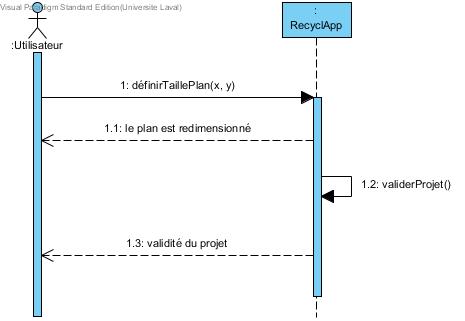 Visual Paradigm Standard Edition(Universite Laval)
:Utilisateur
:
RecyclApp
1: définirTaillePlan(x, y)
1.1: le plan est redimensionné
1.2: validerProjet()
1.3: validité du projet